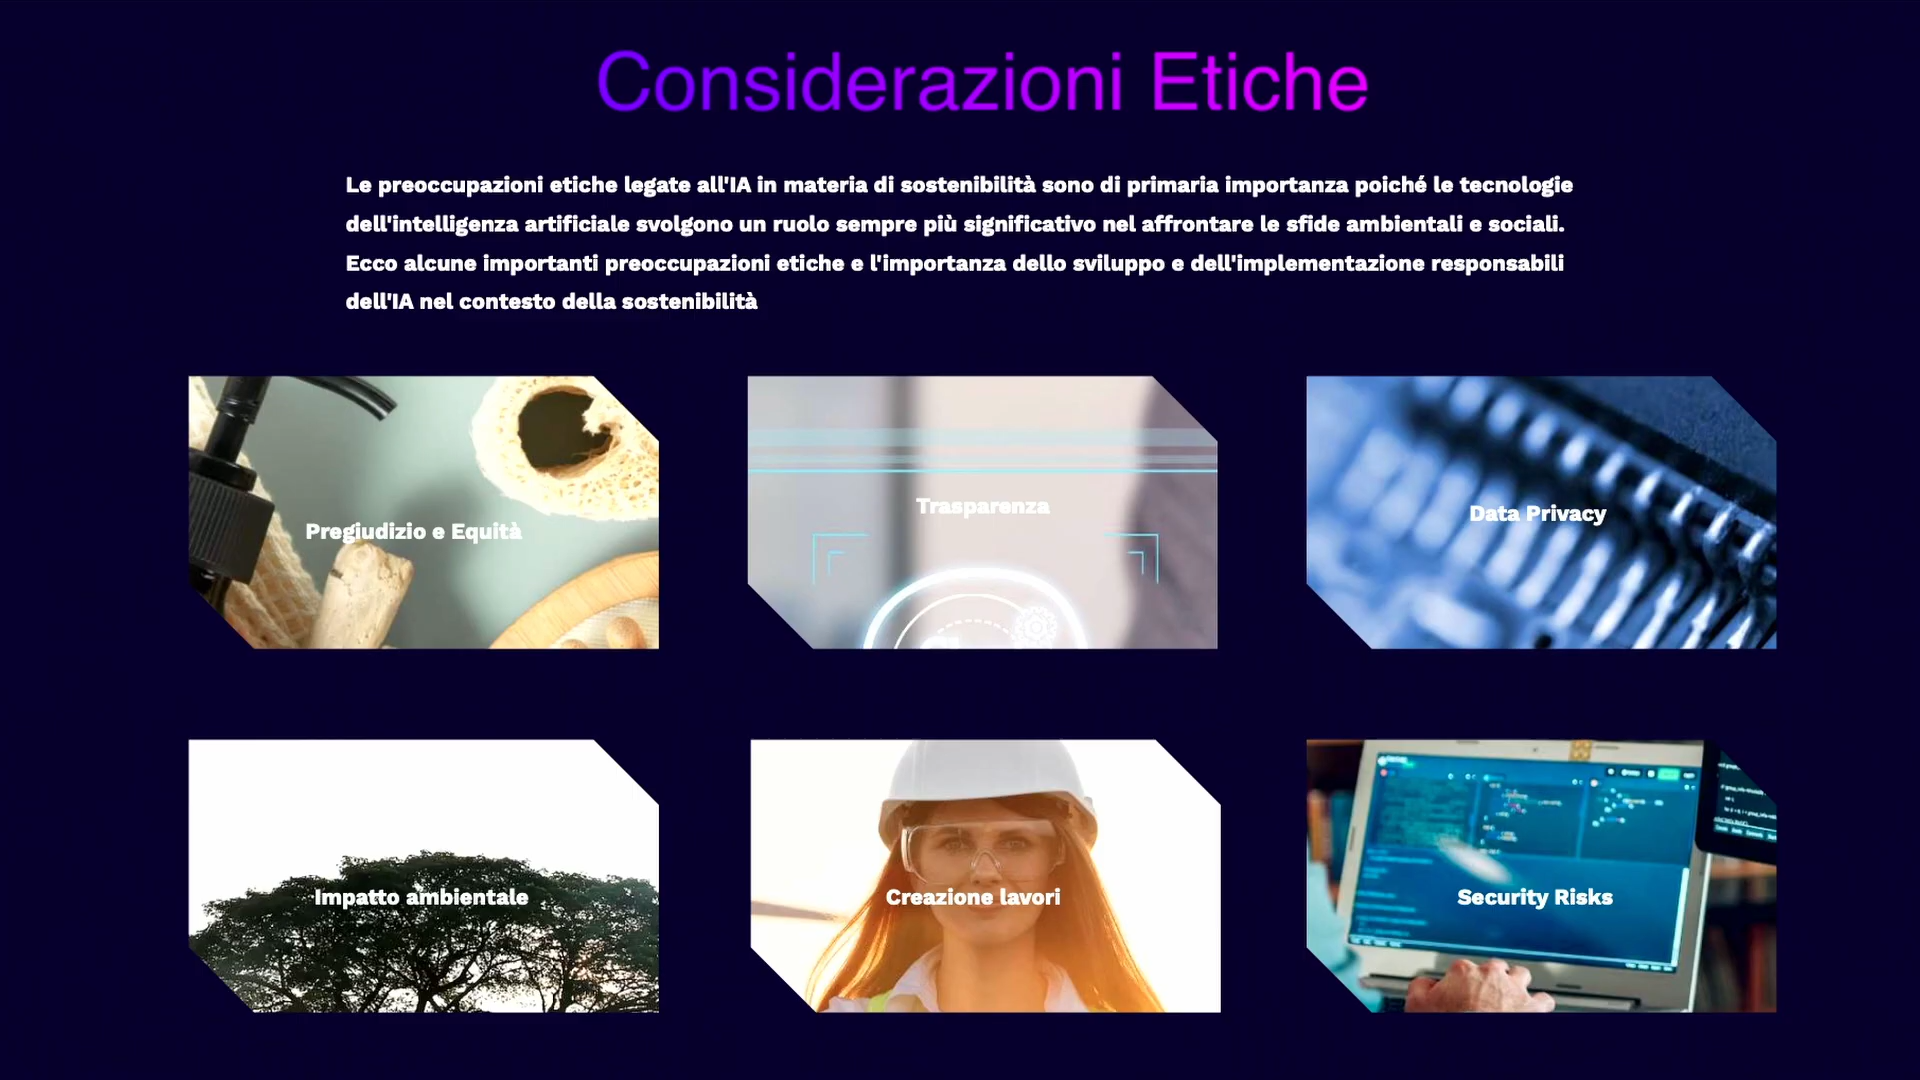 Considerazioni Etiche
Le preoccupazioni etiche legate all'IA in materia di sostenibilità sono di primaria importanza poiché le tecnologie
dell'intelligenza artificiale svolgono un ruolo sempre più significativo nel affrontare le sfide ambientali e sociali.
Ecco alcune importanti preoccupazioni etiche e l'importanza dello sviluppo e dell'implementazione responsabili
dell'IA nel contesto della sostenibilità
Pregiudizio e Equità
Trasparenza
Data Privacy
Impatto ambientale
Creazione lavori
Security Risks